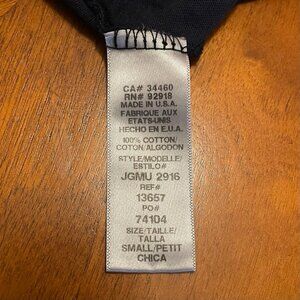 CA# 34460
RN# 92918
MADE IN U.S.A.
FABRIQUE AUX
ETATS-UNIS
HECHO EN E.U.A.
100% COTTON/
COTON/ALGODON
STYLE/MODELLE/
ESTILO#
JGMU 2916
REF#
13657
PO#
74104
SIZE/TAILLE/
TALLA
SMALL/PETIT
CHICA